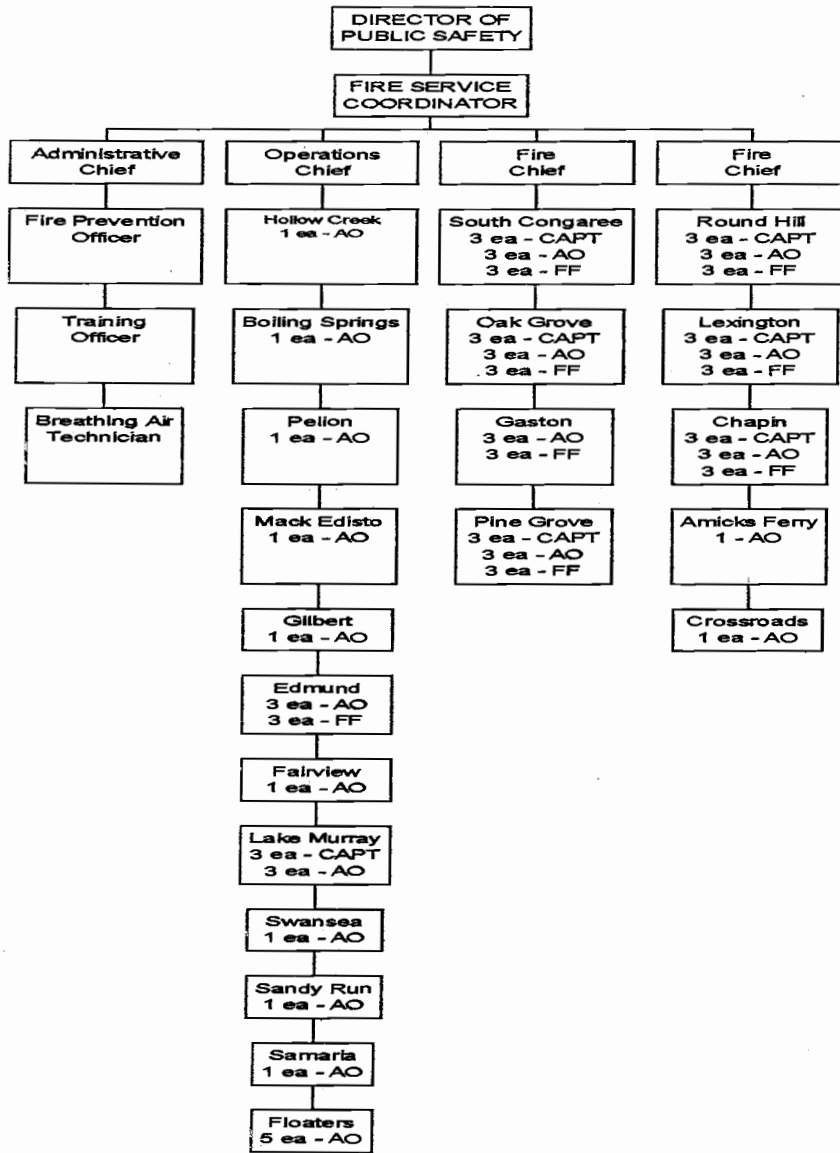 DIRECTOR OF
PUBLIC SAFETY
FIRE SERVICE
COORDINATOR
Administrative
Chief
Fire Prevention
Officer
Training
Officer
Breathing Air
Technician
Operations
Chief
Hollow Creek
1 ea - AO
Boiling Springs
1 ea - AO
Pelion
1 ea - AO
Mack Edisto
1 ea - AO
Gilbert
1 ea - AO
Edmund
3 ea - AO
3 ea - FF
Fairview
1 ea - AO
Lake Murray
3 ea - CAPT
3 ea - AO
Swansea
1 ea - AO
Sandy Run
1 ea - AO
Samaria
1 ea - AO
Floaters
5 ea - AO
Fire
Chief
South Congaree
3 ea - CAPT
3 ea - AO
3 ea - FF
Oak Grove
3 ea - CAPT
3 ea - AO
3 ea - FF
Gaston
3 ea - AO
3 ea - FF
Pine Grove
3 ea - CAPT
3 ea - AO
3 ea - FF
Fire
Chief
Round Hill
3 ea - CAPT
3 ea - AO
3 ea - FF
Lexington
3 ea - CAPT
3 ea - AO
3 ea - FF
Chapin
3 ea - CAPT
3 ea - AO
3 ea - FF
Amicks Ferry
1 - AO
Crossroads
1 ea - AO